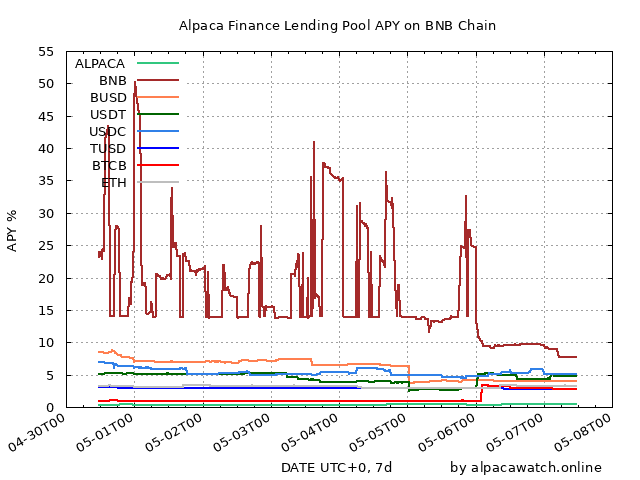 Alpaca Finance Lending Pool APY on BNB Chain
55
50
45
40
35
30
25
20
15
10
5
0
APY %
ALPACA
BNB
BUSD
USDT
USDC
TUSD
BTCB
ETH
04-30T00
05-01T00
05-02T00
05-03T00
05-04T00
05-05T00
05-06T00
05-07T00
05-08T00
DATE UTC+0, 7d
by alpacawatch.online